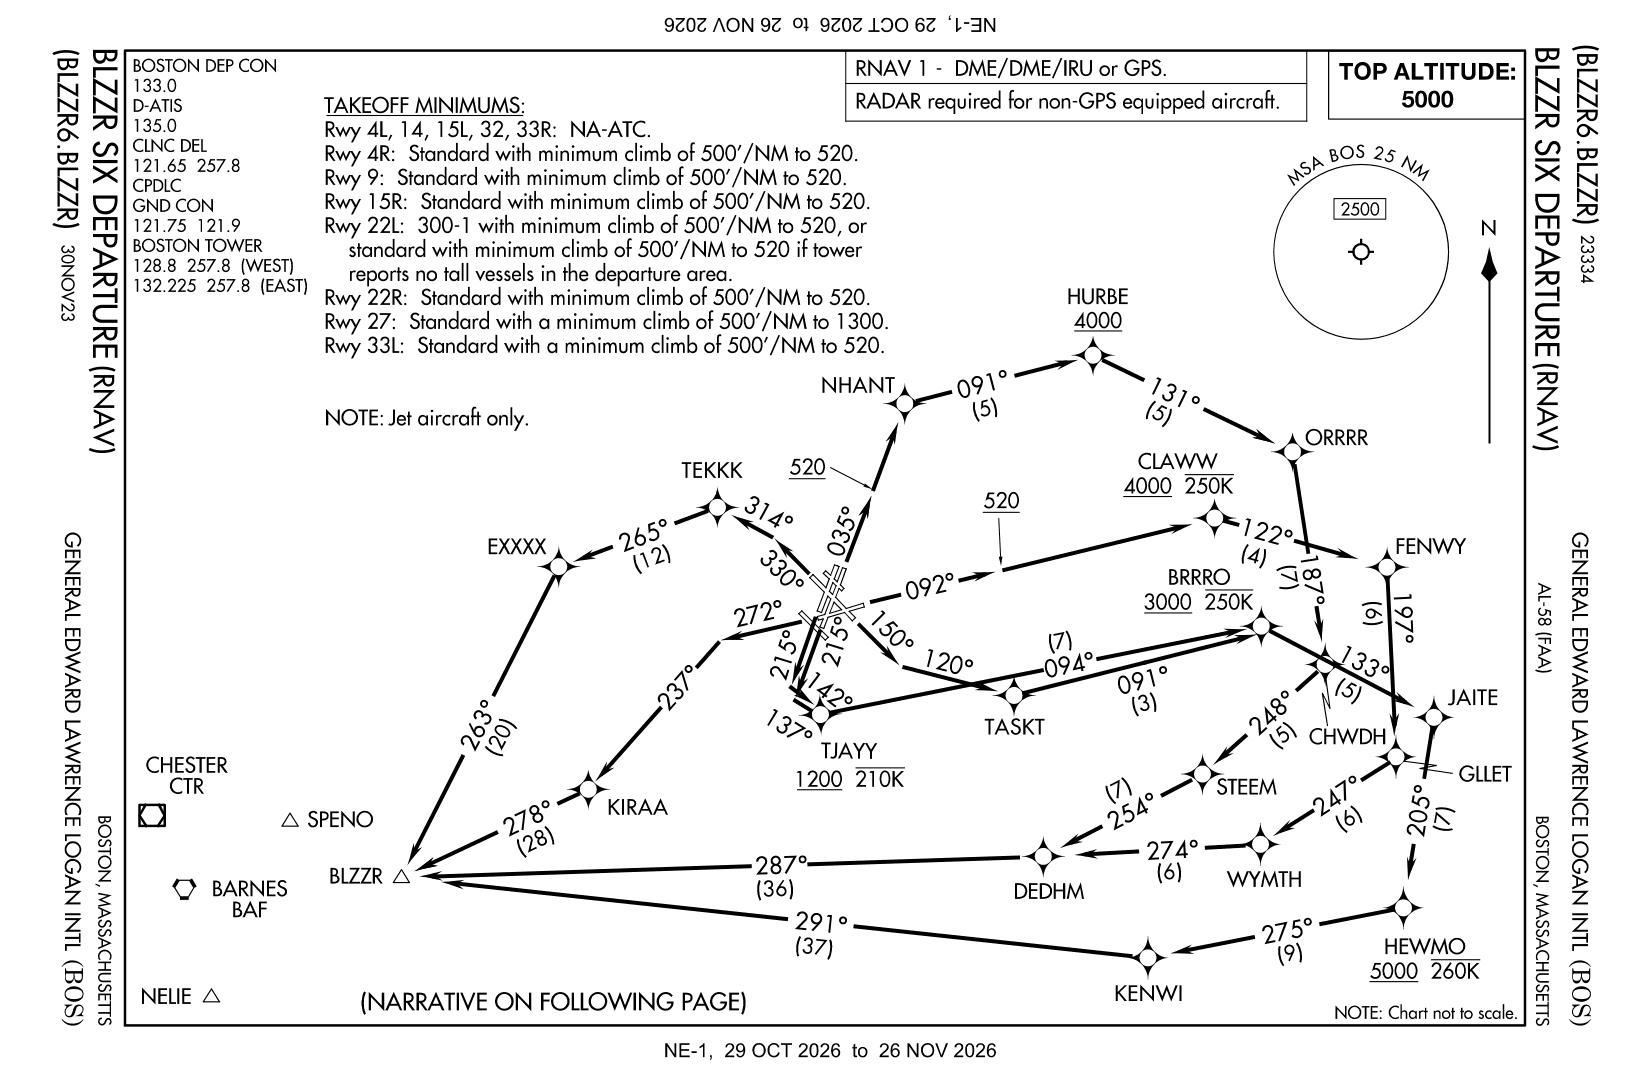 NE-1, 29 OCT 2026 to 26 NOV 2026
BLZZR SIX DEPARTURE (RNAV)
(BLZZR6.BLZZR) 30NOV23
GENERAL EDWARD LAWRENCE LOGAN INTL (BOS)
BOSTON, MASSACHUSETTS
BOSTON DEP CON
133.0
D-ATIS
135.0
CLNC DEL
121.65 257.8
CPDLC
GND CON
121.75 121.9
BOSTON TOWER
128.8 257.8 (WEST)
132.225 257.8 (EAST)
TAKEOFF MINIMUMS:
Rwy 4L, 14, 15L, 32, 33R: NA-ATC.
Rwy 4R: Standard with minimum climb of 500'/NM to 520.
Rwy 9: Standard with minimum climb of 500'/NM to 520.
Rwy 15R: Standard with minimum climb of 500'/NM to 520.
Rwy 22L: 300-1 with minimum climb of 500'/NM to 520, or
standard with minimum climb of 500'/NM to 520 if tower
reports no tall vessels in the departure area.
Rwy 22R: Standard with minimum climb of 500'/NM to 520.
Rwy 27: Standard with a minimum climb of 500'/NM to 1300.
Rwy 33L: Standard with a minimum climb of 500'/NM to 520.
NOTE: Jet aircraft only.
RNAV 1 - DME/DME/IRU or GPS.
RADAR required for non-GPS equipped aircraft.
TOP ALTITUDE:
5000
MSA BOS 25 NM
2500
N
HURBE
4000
NHANT
091°
(5)
131°
(5)
ORRRR
CLAWW
4000 250K
TEKKK
520
520
314°
035°
265°
(12)
EXXXX
330°
092°
122°
(4)
(7)
187°
FENWY
BRRRO
3000 250K
(6)
197°
272°
215°
215°
150°
120°
(7)
094°
091°
(3)
133°
(5)
237°
142°
137°
TJAYY
1200 210K
TASKT
248°
(5)
CHWDH
JAITE
GLLET
263°
(20)
STEEM
247°
(6)
205°
(7)
CHESTER
CTR
SPENO
KIRAA
278°
(28)
(7)
254°
BLZZR
BARNES
BAF
287°
(36)
DEDHM
274°
(6)
WYMTH
291°
(37)
275°
(9)
HEWMO
5000 260K
KENWI
NELIE
(NARRATIVE ON FOLLOWING PAGE)
NOTE: Chart not to scale.
BLZZR SIX DEPARTURE (RNAV)
(BLZZR6.BLZZR) 23334
AL-58 (FAA)
BOSTON, MASSACHUSETTS
GENERAL EDWARD LAWRENCE LOGAN INTL (BOS)
NE-1, 29 OCT 2026 to 26 NOV 2026